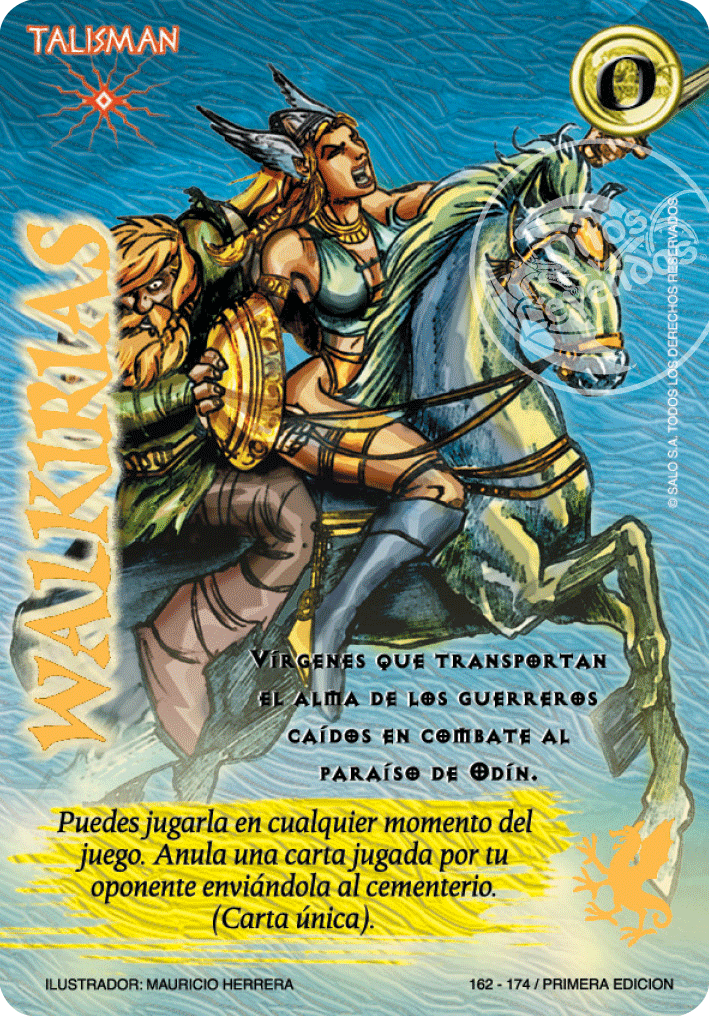 TALISMAN
0
WALKIRIAS
Mitos y Leyendas
© SALO S.A. TODOS LOS DERECHOS RESERVADOS
Vírgenes que transportan
el alma de los guerreros
caídos en combate al
paraíso de Odín.
Puedes jugarla en cualquier momento del
juego. Anula una carta jugada por tu
oponente enviándola al cementerio.
(Carta única).
ILUSTRADOR: MAURICIO HERRERA
162 - 174 / PRIMERA EDICION